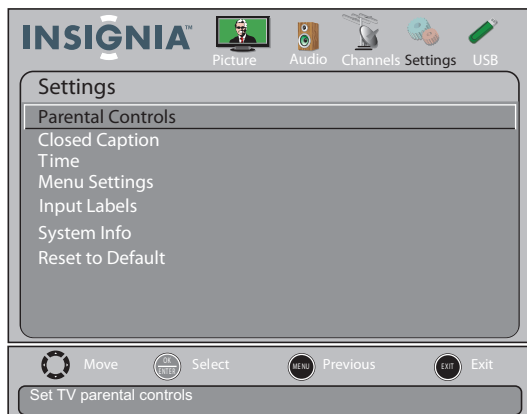 INSIGNIA
Picture Audio Channels Settings USB
Settings
Parental Controls
Closed Caption
Time
Menu Settings
Input Labels
System Info
Reset to Default
Move OK ENTER Select MENU Previous EXIT Exit
Set TV parental controls